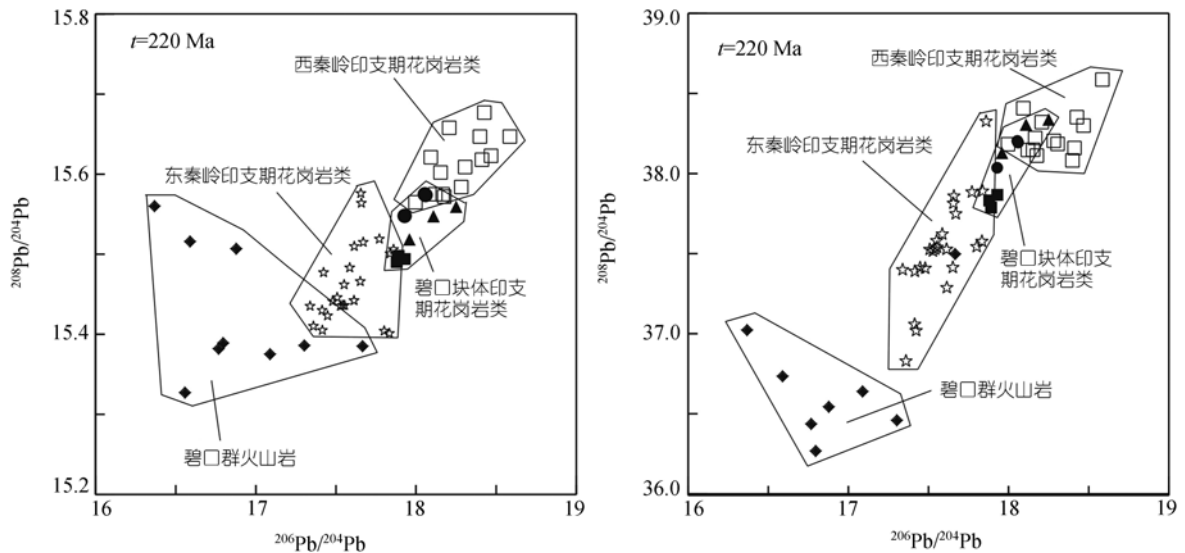 15.8
t=220 Ma
西秦岭印支期花岗岩类
15.6
东秦岭印支期花岗岩类
²⁰⁸Pb/²⁰⁴Pb
碧口块体印支
期花岗岩类
15.4
碧口群火山岩
15.2
16
17
18
19
²⁰⁶Pb/²⁰⁴Pb
39.0
t=220 Ma
西秦岭印支期花岗岩类
东秦岭印支期花岗岩类
38.0
²⁰⁸Pb/²⁰⁴Pb
碧口块体印支
期花岗岩类
37.0
碧口群火山岩
36.0
16
17
18
19
²⁰⁶Pb/²⁰⁴Pb